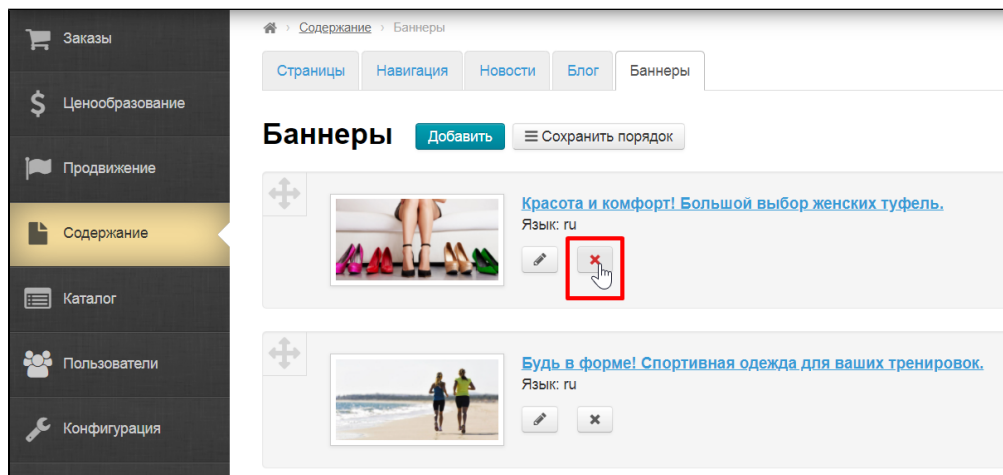 Заказы
Ценообразование
Продвижение
Содержание
Каталог
Пользователи
Конфигурация
Содержание › Баннеры
Страницы Навигация Новости Блог Баннеры
Баннеры Добавить Сохранить порядок
Красота и комфорт! Большой выбор женских туфель.
Язык: ru
Будь в форме! Спортивная одежда для ваших тренировок.
Язык: ru